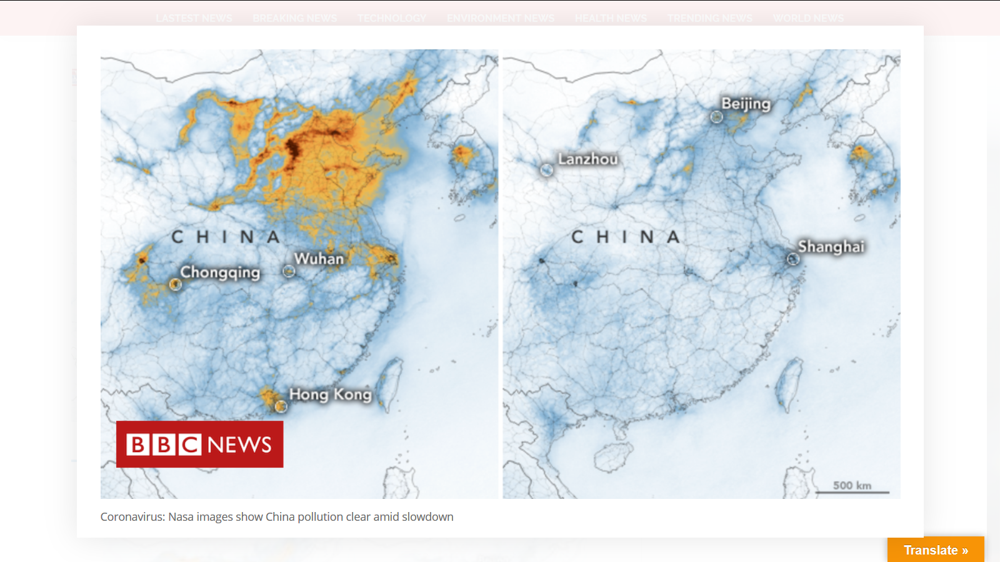 LASTEST NEWS BREAKING NEWS TECHNOLOGY ENVIRONMENT NEWS HEALTH NEWS TRENDING NEWS WORLD NEWS
CHINA
Wuhan
Chongqing
Hong Kong
BBC NEWS
Beijing
Lanzhou
CHINA
Shanghai
500 km
Coronavirus: Nasa images show China pollution clear amid slowdown
Translate »